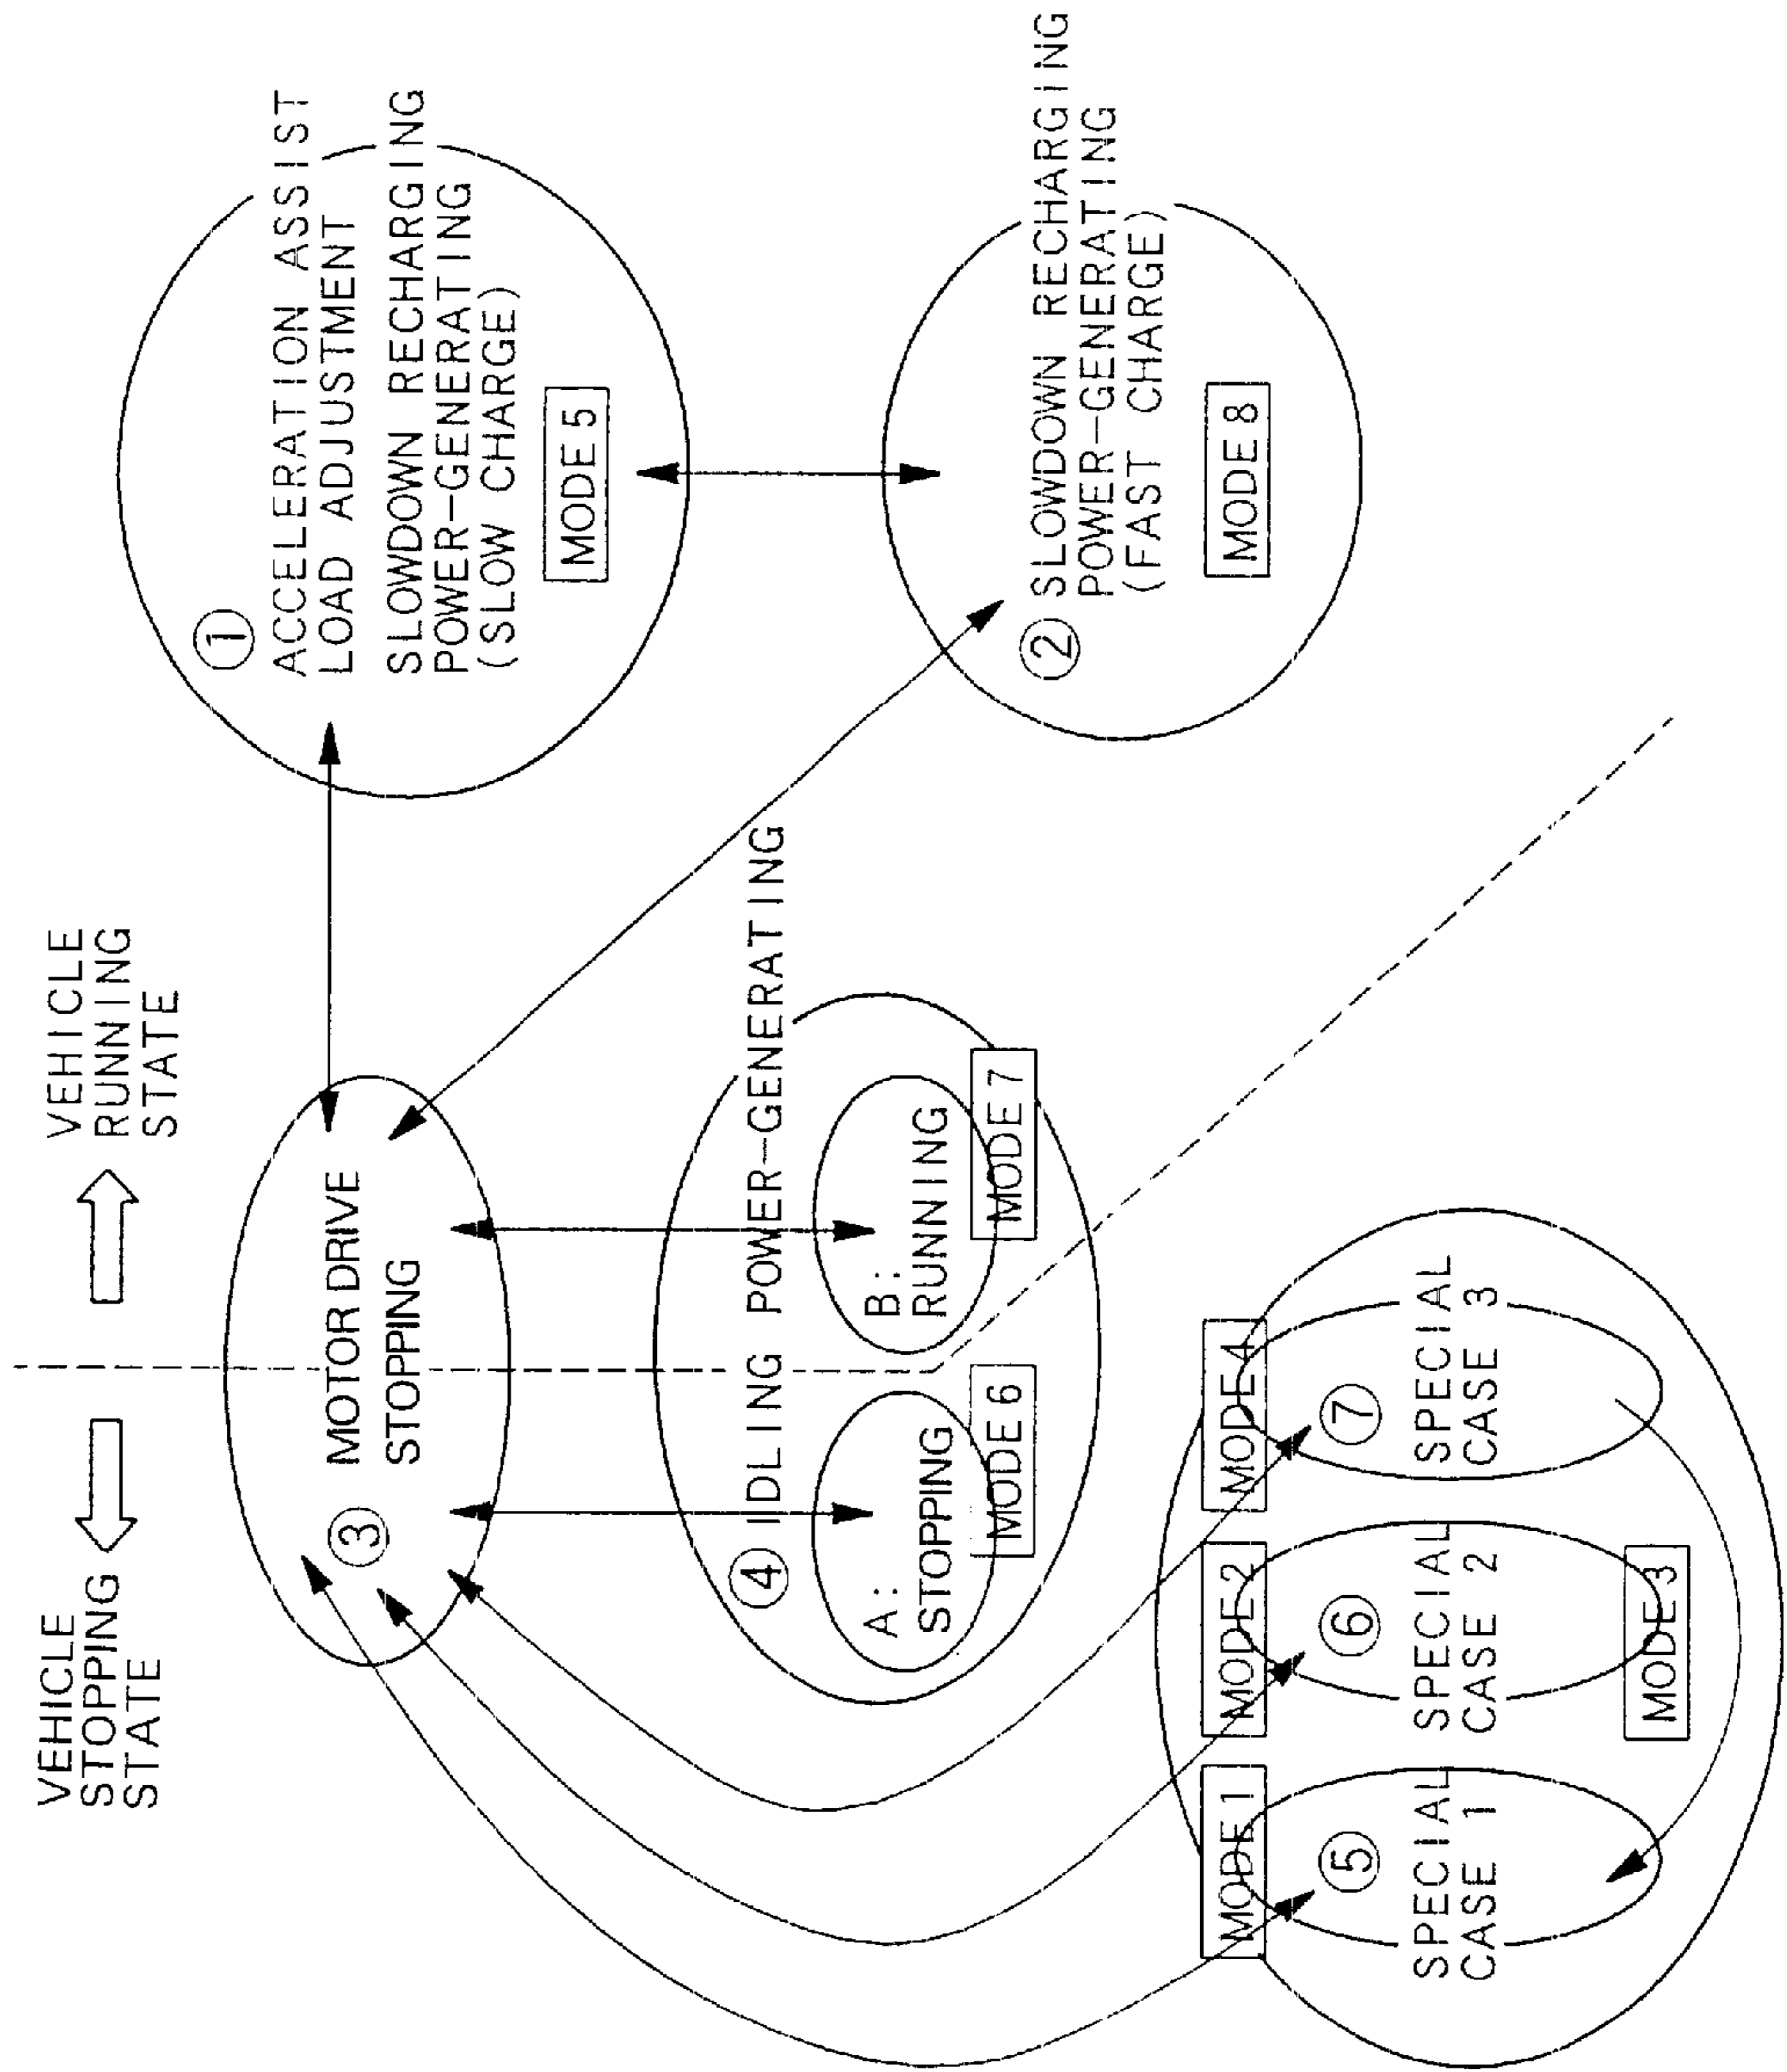 VEHICLE
STOPPING
STATE
VEHICLE
RUNNING
STATE
③
MOTOR DRIVE
STOPPING
①
ACCELERATION ASSIST
LOAD ADJUSTMENT
SLOWDOWN RECHARGING
POWER-GENERATING
(SLOW CHARGE)
MODE 5
④ IDLING POWER-GENERATING
A:
STOPPING
MODE 6
B:
RUNNING
MODE 7
② SLOWDOWN RECHARGING
POWER-GENERATING
(FAST CHARGE)
MODE 8
MODE 1
⑤
SPECIAL
CASE 1
MODE 2
⑥
SPECIAL
CASE 2
MODE 4
⑦
SPECIAL
CASE 3
MODE 3